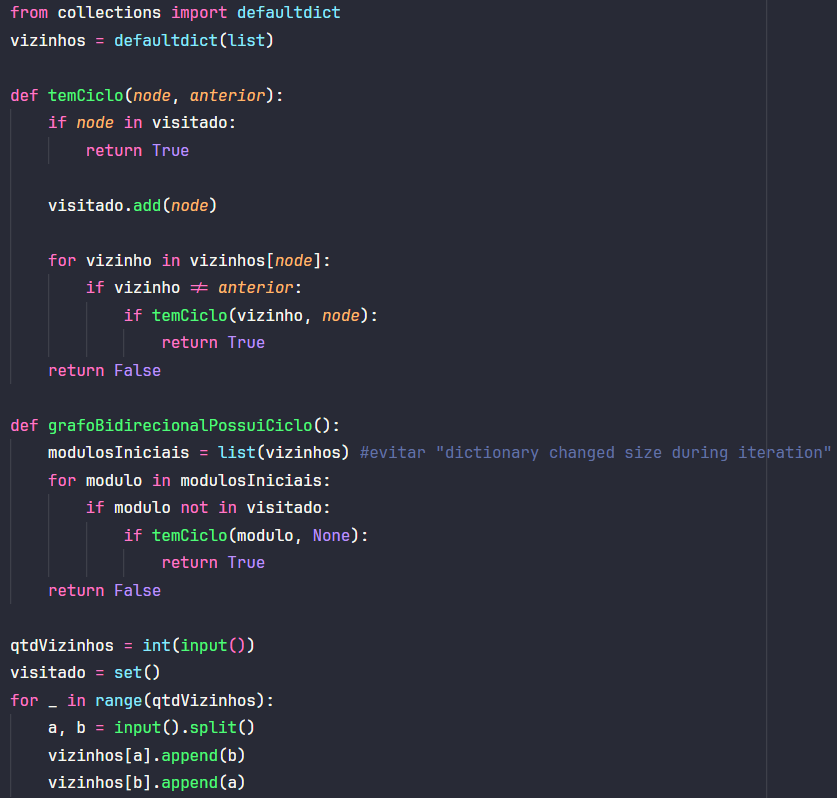 from collections import defaultdict
vizinhos = defaultdict(list)
def temCiclo(node, anterior):
    if node in visitado:
        return True
    visitado.add(node)
    for vizinho in vizinhos[node]:
        if vizinho ≠ anterior:
            if temCiclo(vizinho, node):
                return True
    return False
def grafoBidirecionalPossuiCiclo():
    modulosIniciais = list(vizinhos) #evitar "dictionary changed size during iteration"
    for modulo in modulosIniciais:
        if modulo not in visitado:
            if temCiclo(modulo, None):
                return True
    return False
qtdVizinhos = int(input())
visitado = set()
for _ in range(qtdVizinhos):
    a, b = input().split()
    vizinhos[a].append(b)
    vizinhos[b].append(a)